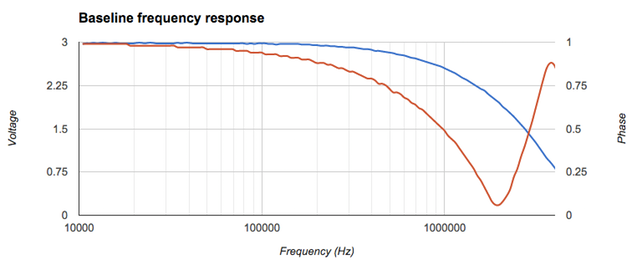 Baseline frequency response
3 1
2.25 0.75
1.5 0.5
0.75 0.25
0 0
10000 100000 1000000
Voltage
Phase
Frequency (Hz)